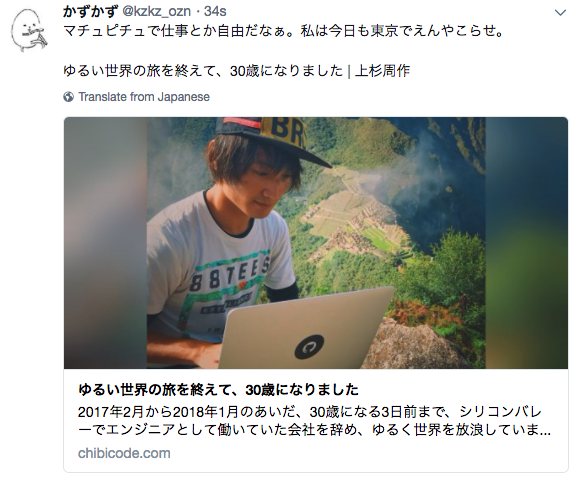 かずかず @kzkz_ozn · 34s
マチュピチュで仕事とか自由だなぁ。私は今日も東京でえんやこらせ。
ゆるい世界の旅を終えて、30歳になりました | 上杉周作
Translate from Japanese
BR
88TEES
ゆるい世界の旅を終えて、30歳になりました
2017年2月から2018年1月のあいだ、30歳になる3日前まで、シリコンバレ
ーでエンジニアとして働いていた会社を辞め、ゆるく世界を放浪していま...
chibicode.com